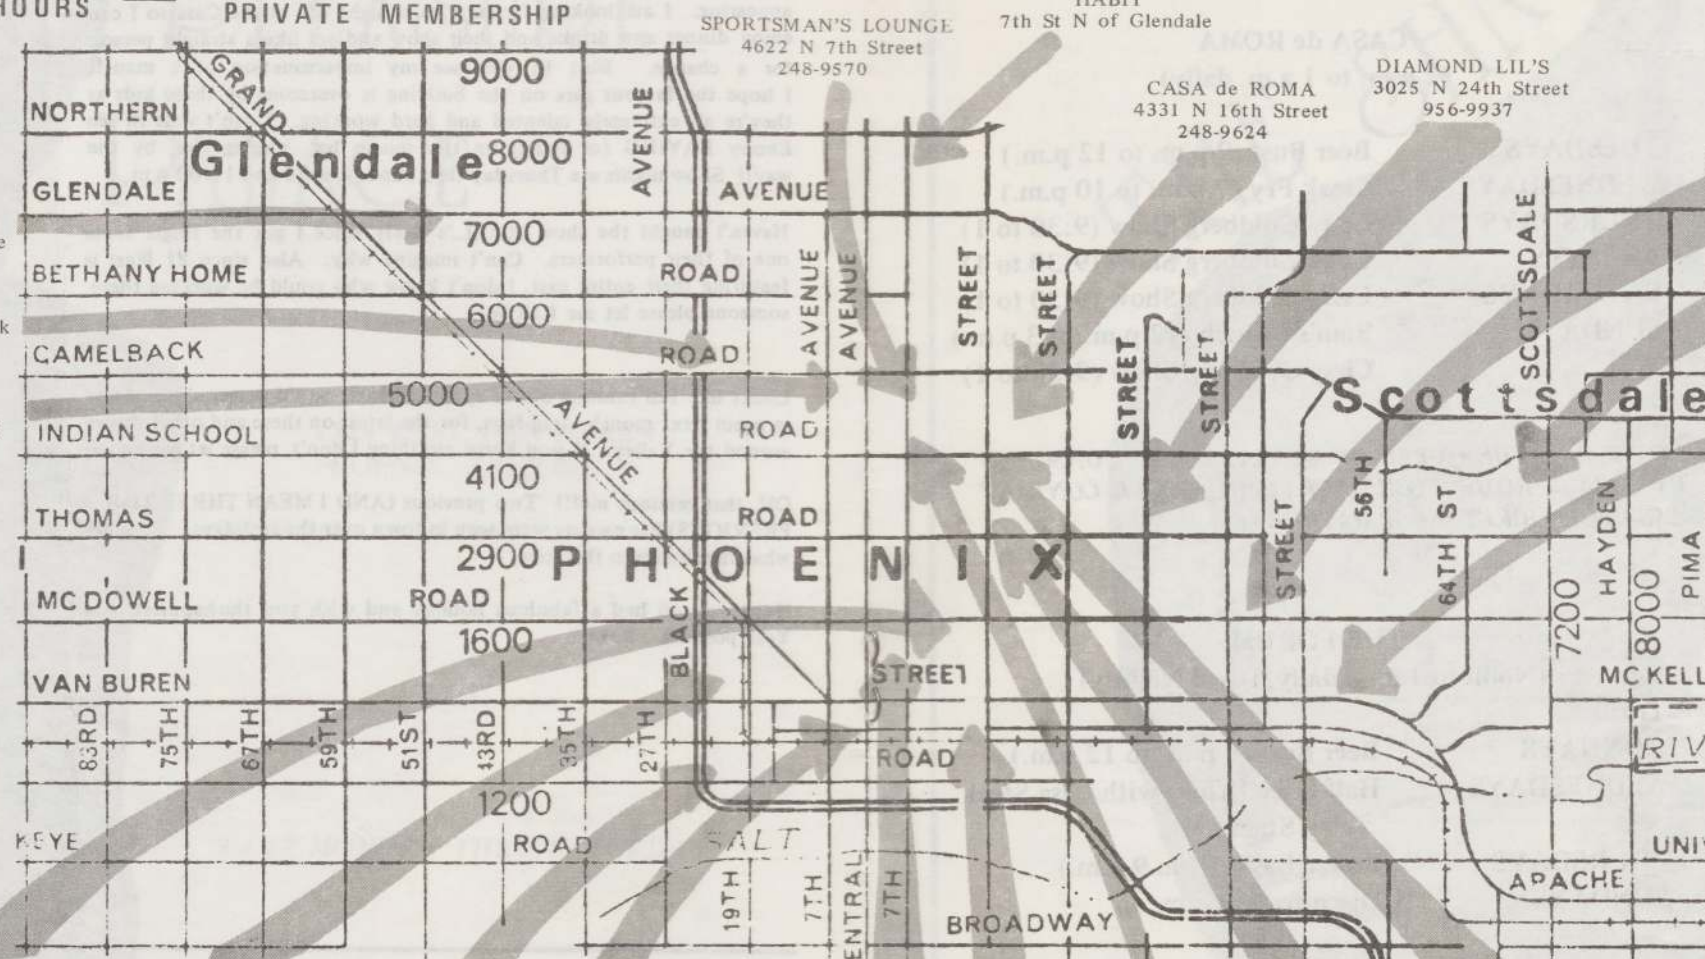 HOURS
PRIVATE MEMBERSHIP
SPORTSMAN'S LOUNGE
4622 N 7th Street
248-9570
HABIT
7th St N of Glendale
CASA de ROMA
4331 N 16th Street
248-9624
DIAMOND LIL'S
3025 N 24th Street
956-9937
GRAND
9000
NORTHERN
AVENUE
Glendale
8000
GLENDALE
AVENUE
7000
BETHANY HOME
ROAD
6000
CAMELBACK
ROAD
AVENUE
AVENUE
STREET
STREET
STREET
STREET
SCOTTSDALE
5000
AVENUE
Scottsdale
INDIAN SCHOOL
ROAD
4100
THOMAS
ROAD
56TH
64TH ST
HAYDEN
PIMA
2900
PHOENIX
STREET
MC DOWELL
ROAD
BLACK
7200
8000
1600
VAN BUREN
STREET
MC KELL
83RD
75TH
67TH
59TH
51ST
43RD
35TH
27TH
ROAD
RIV
1200
KEYE
ROAD
SALT
19TH
7TH
ENTRAL
7TH
BROADWAY
APACHE
UNIV